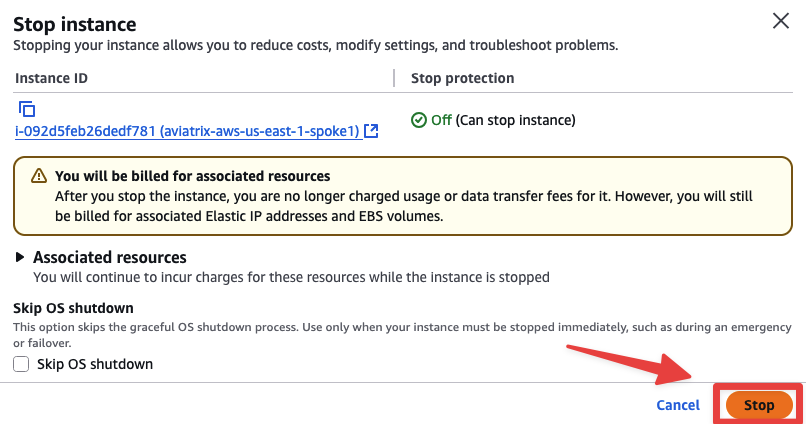 Stop instance
Stopping your instance allows you to reduce costs, modify settings, and troubleshoot problems.
Instance ID
Stop protection
i-092d5feb26dedf781 (aviatrix-aws-us-east-1-spoke1)
Off (Can stop instance)
You will be billed for associated resources
After you stop the instance, you are no longer charged usage or data transfer fees for it. However, you will still
be billed for associated Elastic IP addresses and EBS volumes.
Associated resources
You will continue to incur charges for these resources while the instance is stopped
Skip OS shutdown
This option skips the graceful OS shutdown process. Use only when your instance must be stopped immediately, such as during an emergency
or failover.
Skip OS shutdown
Cancel
Stop